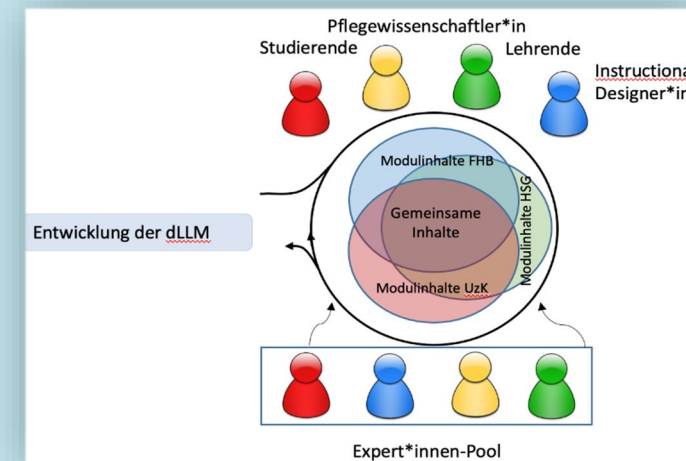 Pflegewissenschaftler*in
Studierende
Lehrende
Instructiona
Designer*in
Modulinhalte FHB
Modulinhalte HSG
Gemeinsame
Inhalte
Entwicklung der dLLM
Modulinhalte UzK
Expert*innen-Pool